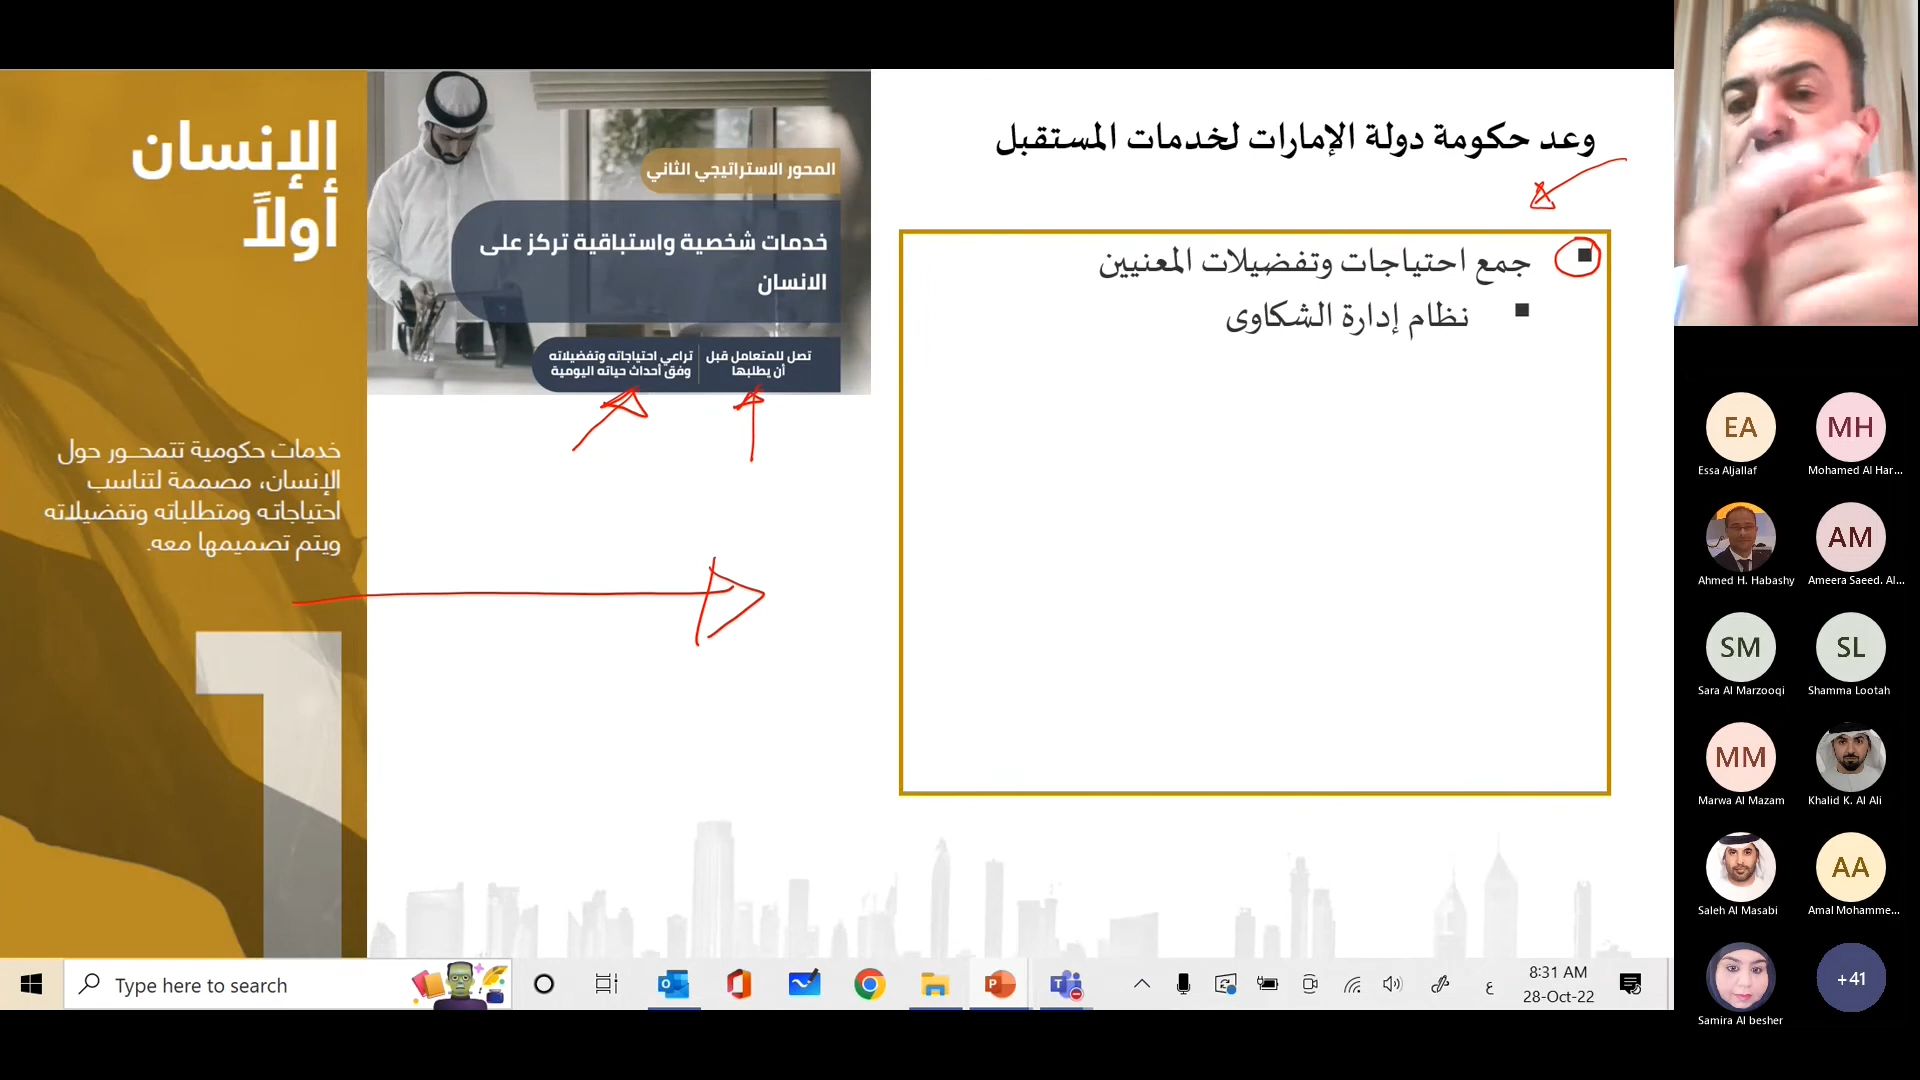 وعد حكومة دولة الإمارات لخدمات المستقبل
جمع احتياجات وتفضيلات المعنيين
نظام إدارة الشكاوى
المحور الاستراتيجي الثاني
خدمات شخصية واستباقية تركز على
الانسان
تصل للمتعامل قبل
أن يطلبها
تراعي احتياجاته وتفضيلاته
وفق أحداث حياته اليومية
الإنسان
أولاً
خدمات حكومية تتمحـور حول
الإنسان، مصممة لتناسب
احتياجاته ومتطلباته وتفضيلاته
ويتم تصميمها معه.
1
EA
Essa Aljallaf
MH
Mohamed Al Har...
Ahmed H. Habashy
AM
Ameera Saeed. Al...
SM
Sara Al Marzooqi
SL
Shamma Lootah
MM
Marwa Al Mazam
Khalid K. Al Ali
Saleh Al Masabi
AA
Amal Mohamme...
Samira Al besher
+41
Type here to search
ع
8:31 AM
28-Oct-22